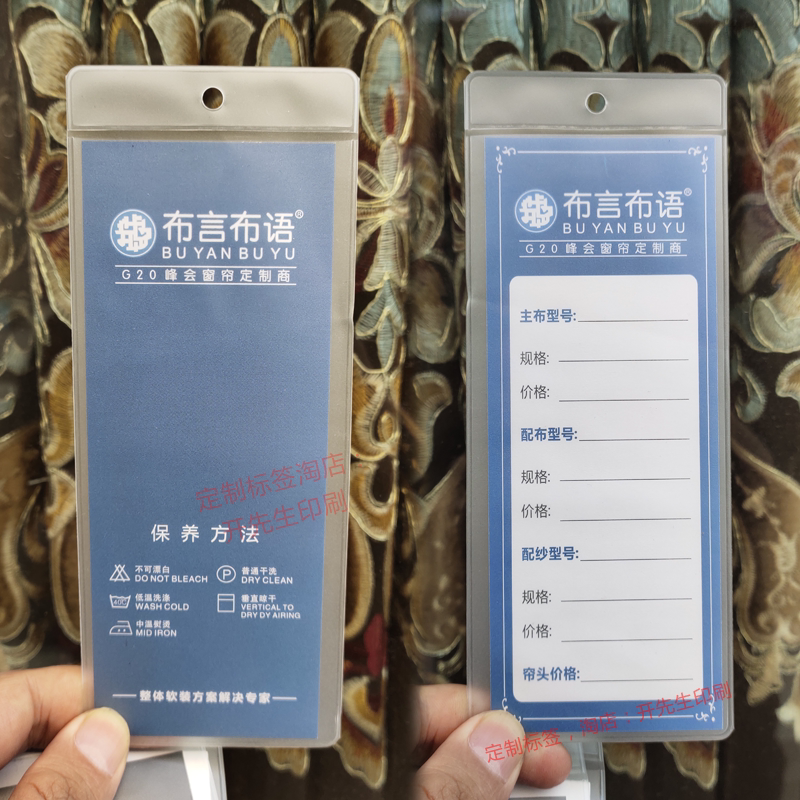 布言布语®
BU YAN BU YU
G20峰会窗帘定制商
定制标签淘店
开先生印刷
保养方法
不可漂白
DO NOT BLEACH
普通干洗
DRY CLEAN
P
低温洗涤
WASH COLD
40C
垂直晾干
VERTICAL TO
DRY DY AIRING
中温熨烫
MID IRON
整体软装方案解决专家
布言布语®
BU YAN BU YU
G20峰会窗帘定制商
主布型号:
规格:
价格:
配布型号:
规格:
价格:
配纱型号:
规格:
价格:
帘头价格:
定制标签，淘店：开先生印刷